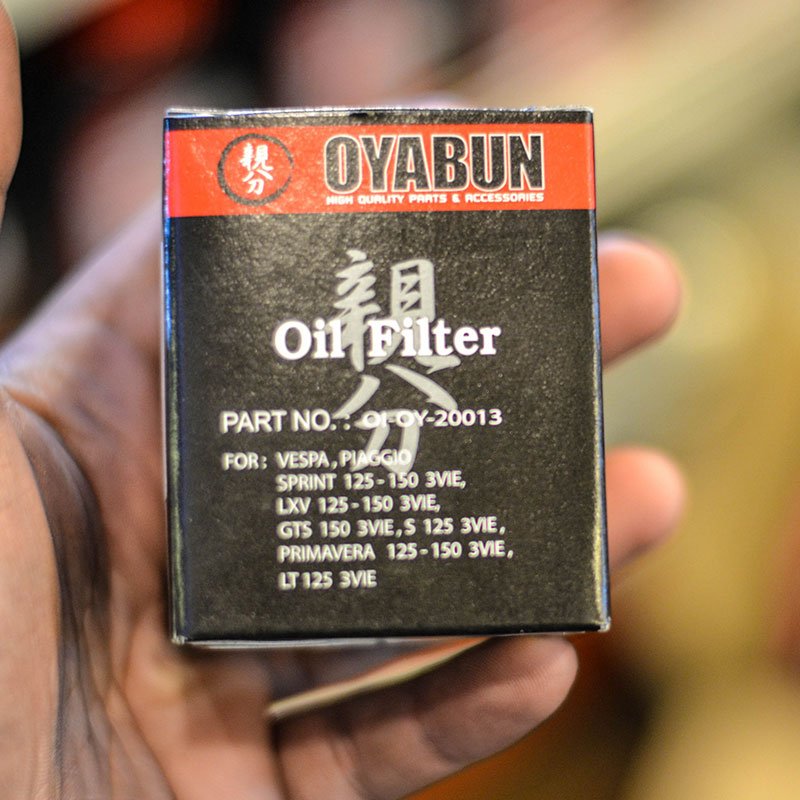 親分
OYABUN
HIGH QUALITY PARTS & ACCESSORIES
親分
Oil Filter
PART NO. : OI-OY-20013
FOR : VESPA , PIAGGIO
SPRINT 125 - 150 3VIE,
LXV 125 - 150 3VIE,
GTS 150 3VIE , S 125 3VIE ,
PRIMAVERA 125 - 150 3VIE ,
LT 125 3VIE